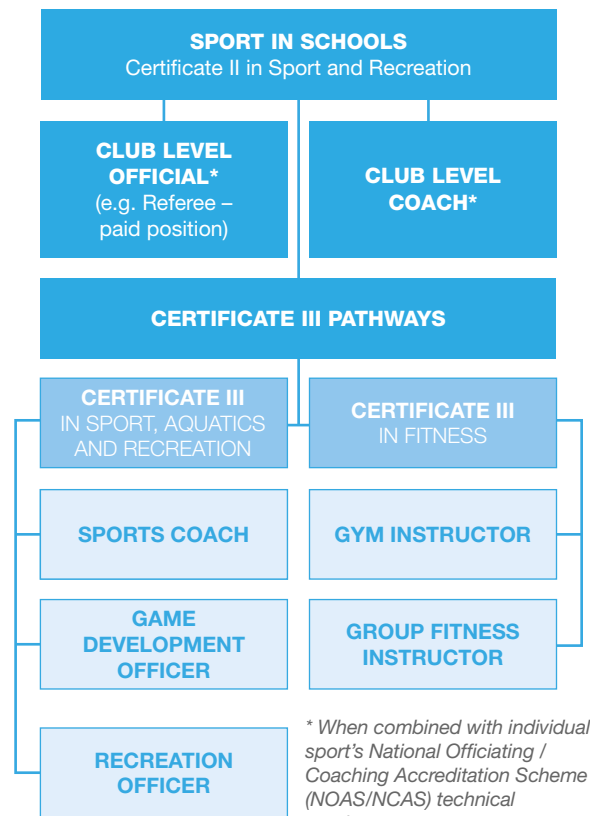 SPORT IN SCHOOLS
Certificate II in Sport and Recreation
CLUB LEVEL
OFFICIAL*
(e.g. Referee –
paid position)
CLUB LEVEL
COACH*
CERTIFICATE III PATHWAYS
CERTIFICATE III
IN SPORT, AQUATICS
AND RECREATION
CERTIFICATE III
IN FITNESS
SPORTS COACH
GYM INSTRUCTOR
GAME
DEVELOPMENT
OFFICER
GROUP FITNESS
INSTRUCTOR
RECREATION
OFFICER
* When combined with individual
sport's National Officiating /
Coaching Accreditation Scheme
(NOAS/NCAS) technical